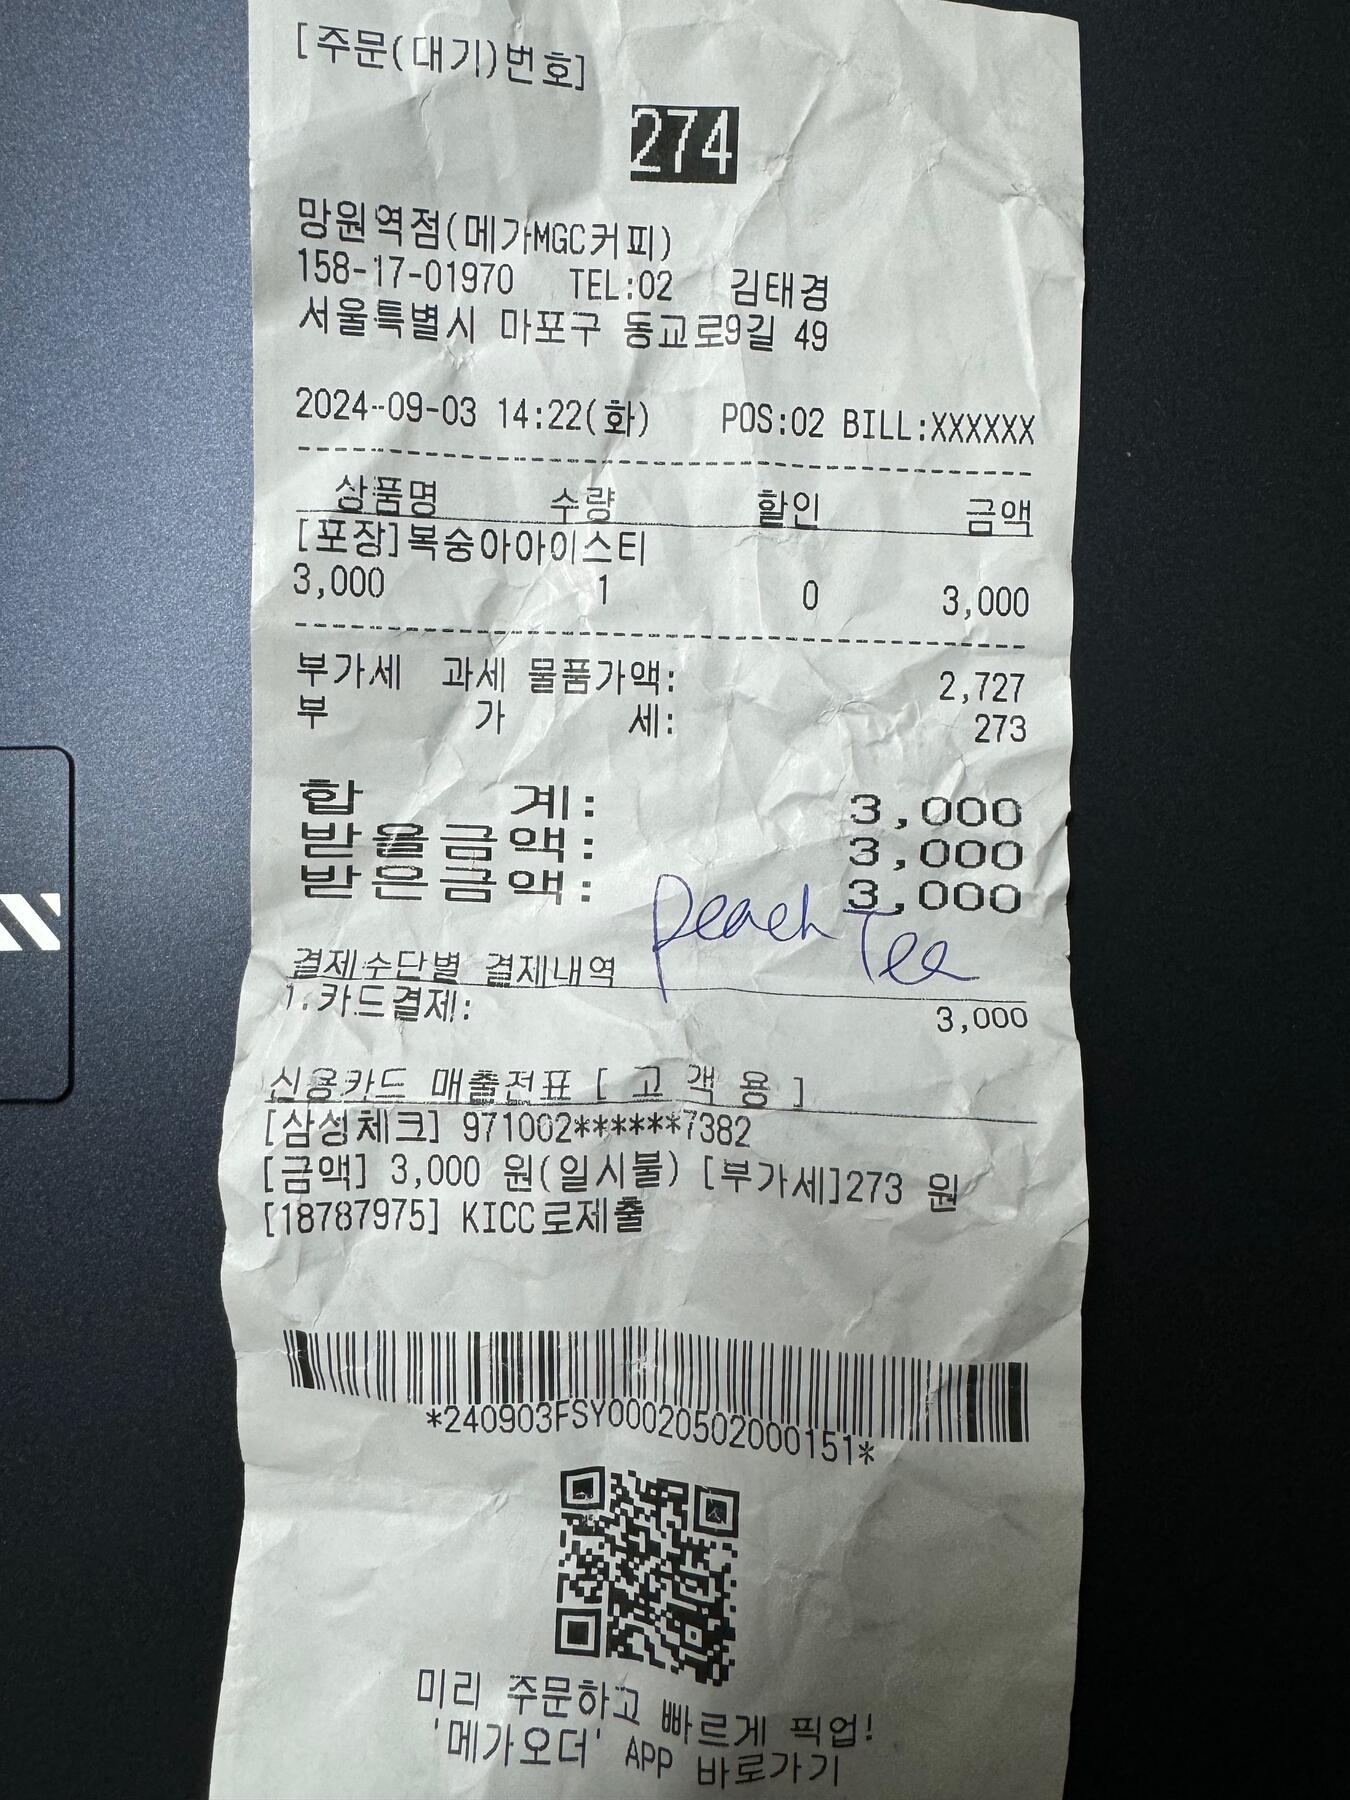 [주문(대기)번호]
274
망원역점(메가MGC커피)
158-17-01970 TEL:02 김태경
서울특별시 마포구 동교로9길 49
2024-09-03 14:22(화) POS:02 BILL:XXXXXX
상품명 수량 할인 금액
[포장]복숭아아이스티
3,000 1 0 3,000
부가세 과세 물품가액: 2,727
부 가 세: 273
합 계: 3,000
받을금액: 3,000
받은금액: 3,000
peach Tee
결제수단별 결제내역
1.카드결제: 3,000
신용카드 매출전표 [ 고 객 용 ]
[삼성체크] 971002******7382
[금액] 3,000 원(일시불) [부가세]273 원
[18787975] KICC로제출
*240903FSY00020502000151*
미리 주문하고 빠르게 픽업!
'메가오더' APP 바로가기